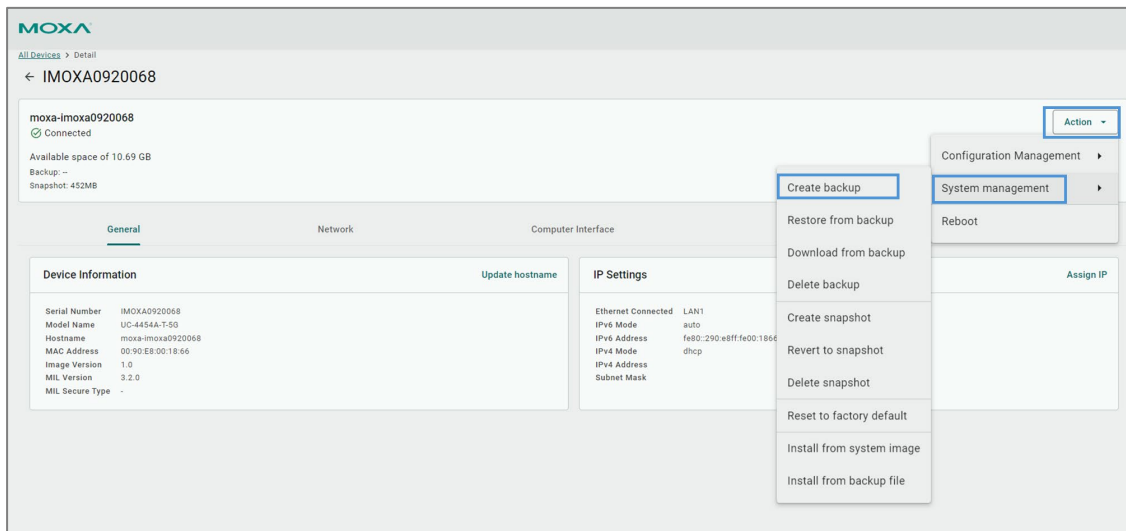 MOXA
All Devices > Detail
← IMOXA0920068
moxa-imoxa0920068
Connected
Available space of 10.69 GB
Backup: --
Snapshot: 452MB
Action
Configuration Management
System management
Reboot
Create backup
Restore from backup
Download from backup
Delete backup
Create snapshot
Revert to snapshot
Delete snapshot
Reset to factory default
Install from system image
Install from backup file
General Network Computer Interface
Device Information Update hostname
Serial Number IMOXA0920068
Model Name UC-4454A-T-5G
Hostname moxa-imoxa0920068
MAC Address 00:90:E8:00:18:66
Image Version 1.0
MIL Version 3.2.0
MIL Secure Type -
IP Settings Assign IP
Ethernet Connected LAN1
IPv6 Mode auto
IPv6 Address fe80::290:e8ff:fe00:1866
IPv4 Mode dhcp
IPv4 Address
Subnet Mask